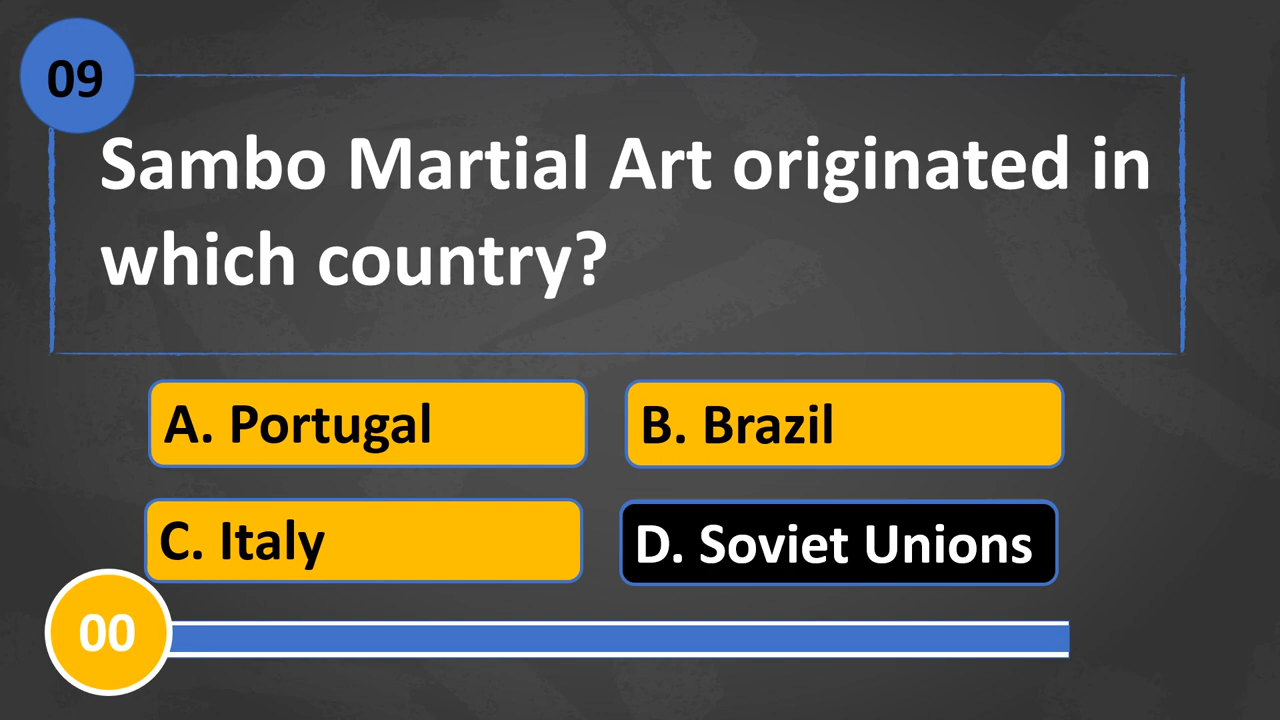 09
Sambo Martial Art originated in
which country?
A. Portugal
B. Brazil
C. Italy
D. Soviet Unions
00